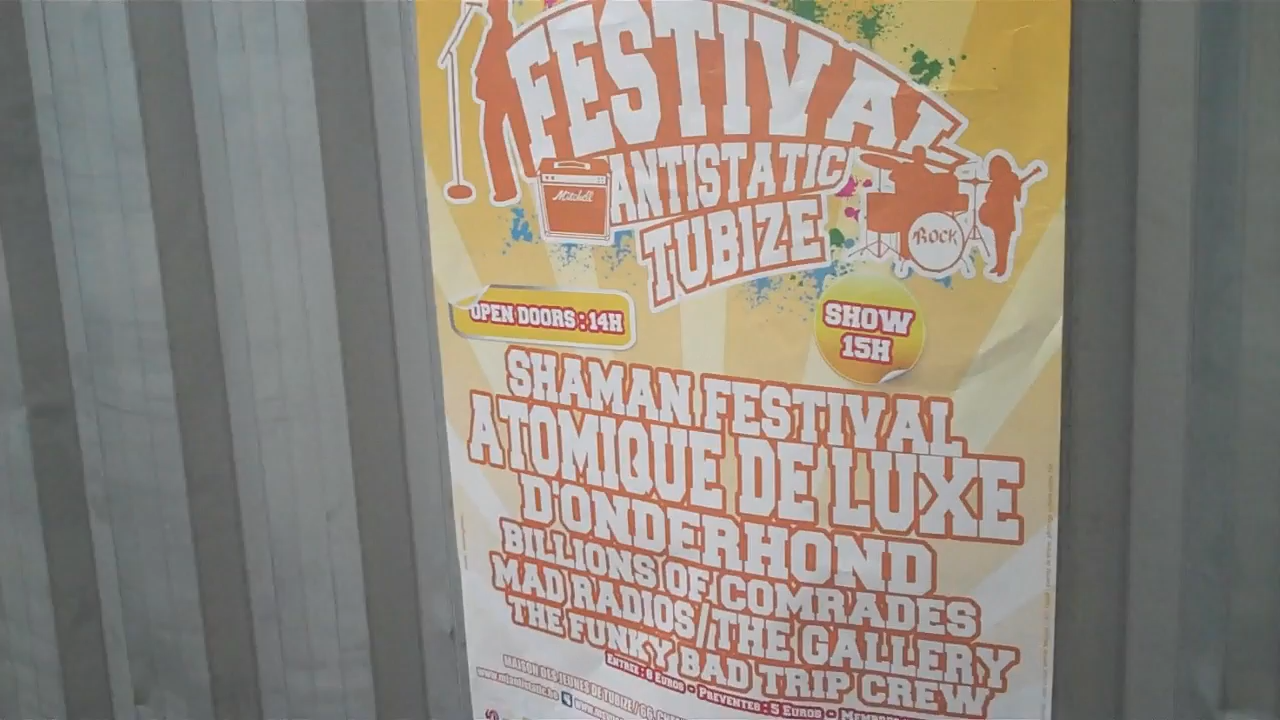 FESTIVAL
ANTISTATIC
TUBIZE
Mitchell
ROCK
OPEN DOORS : 14H
SHOW
15H
SHAMAN FESTIVAL
ATOMIQUE DE LUXE
D'ONDERHOND
BILLIONS OF COMRADES
MAD RADIOS/THE GALLERY
THE FUNKY BAD TRIP CREW
ENTREE : 8 EUROS - PREVENTES : 5 EUROS -
MAISON DES JEUNES DE TUBIZE / 66,